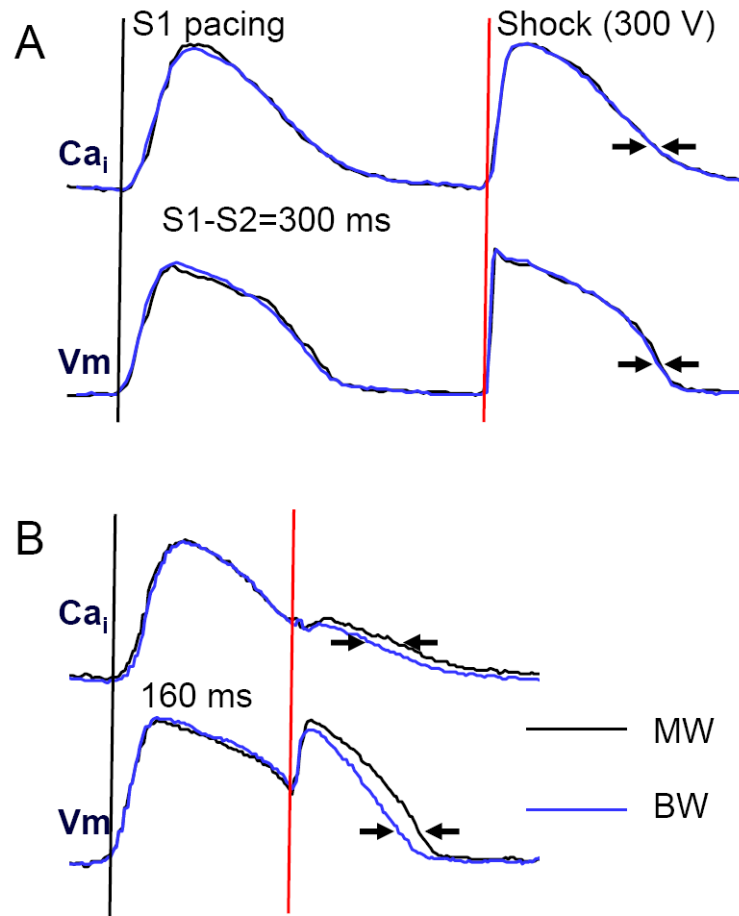 A
S1 pacing
Shock (300 V)
Cai
S1-S2=300 ms
Vm
B
Cai
160 ms
Vm
MW
BW